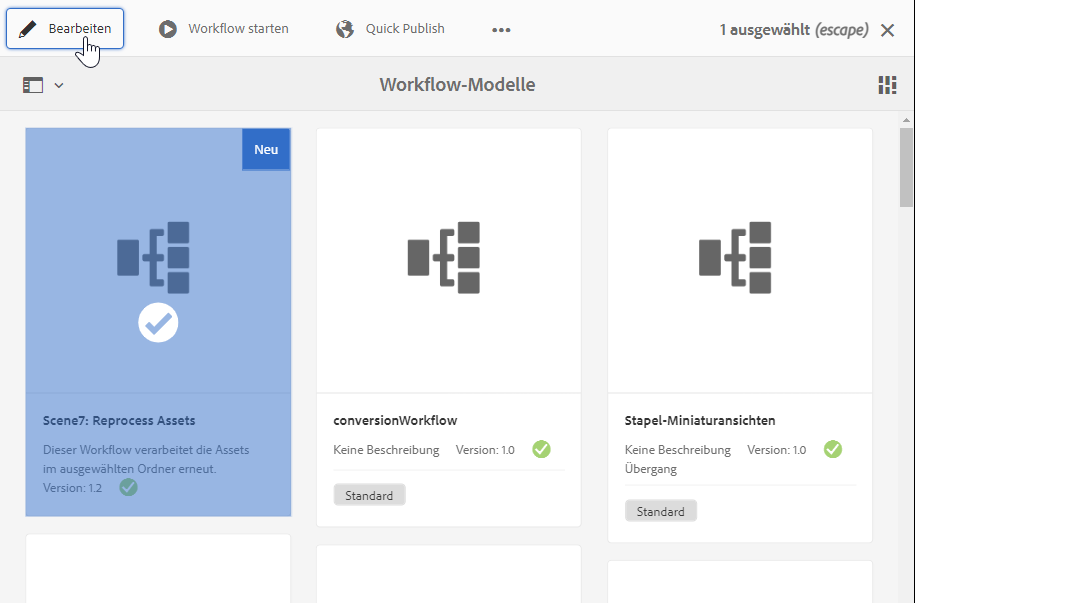 Bearbeiten Workflow starten Quick Publish 1 ausgewählt (escape)
Workflow-Modelle
Neu
Scene7: Reprocess Assets
Dieser Workflow verarbeitet die Assets
im ausgewählten Ordner erneut.
Version: 1.2
conversionWorkflow
Keine Beschreibung Version: 1.0
Standard
Stapel-Miniaturansichten
Keine Beschreibung Version: 1.0
Übergang
Standard